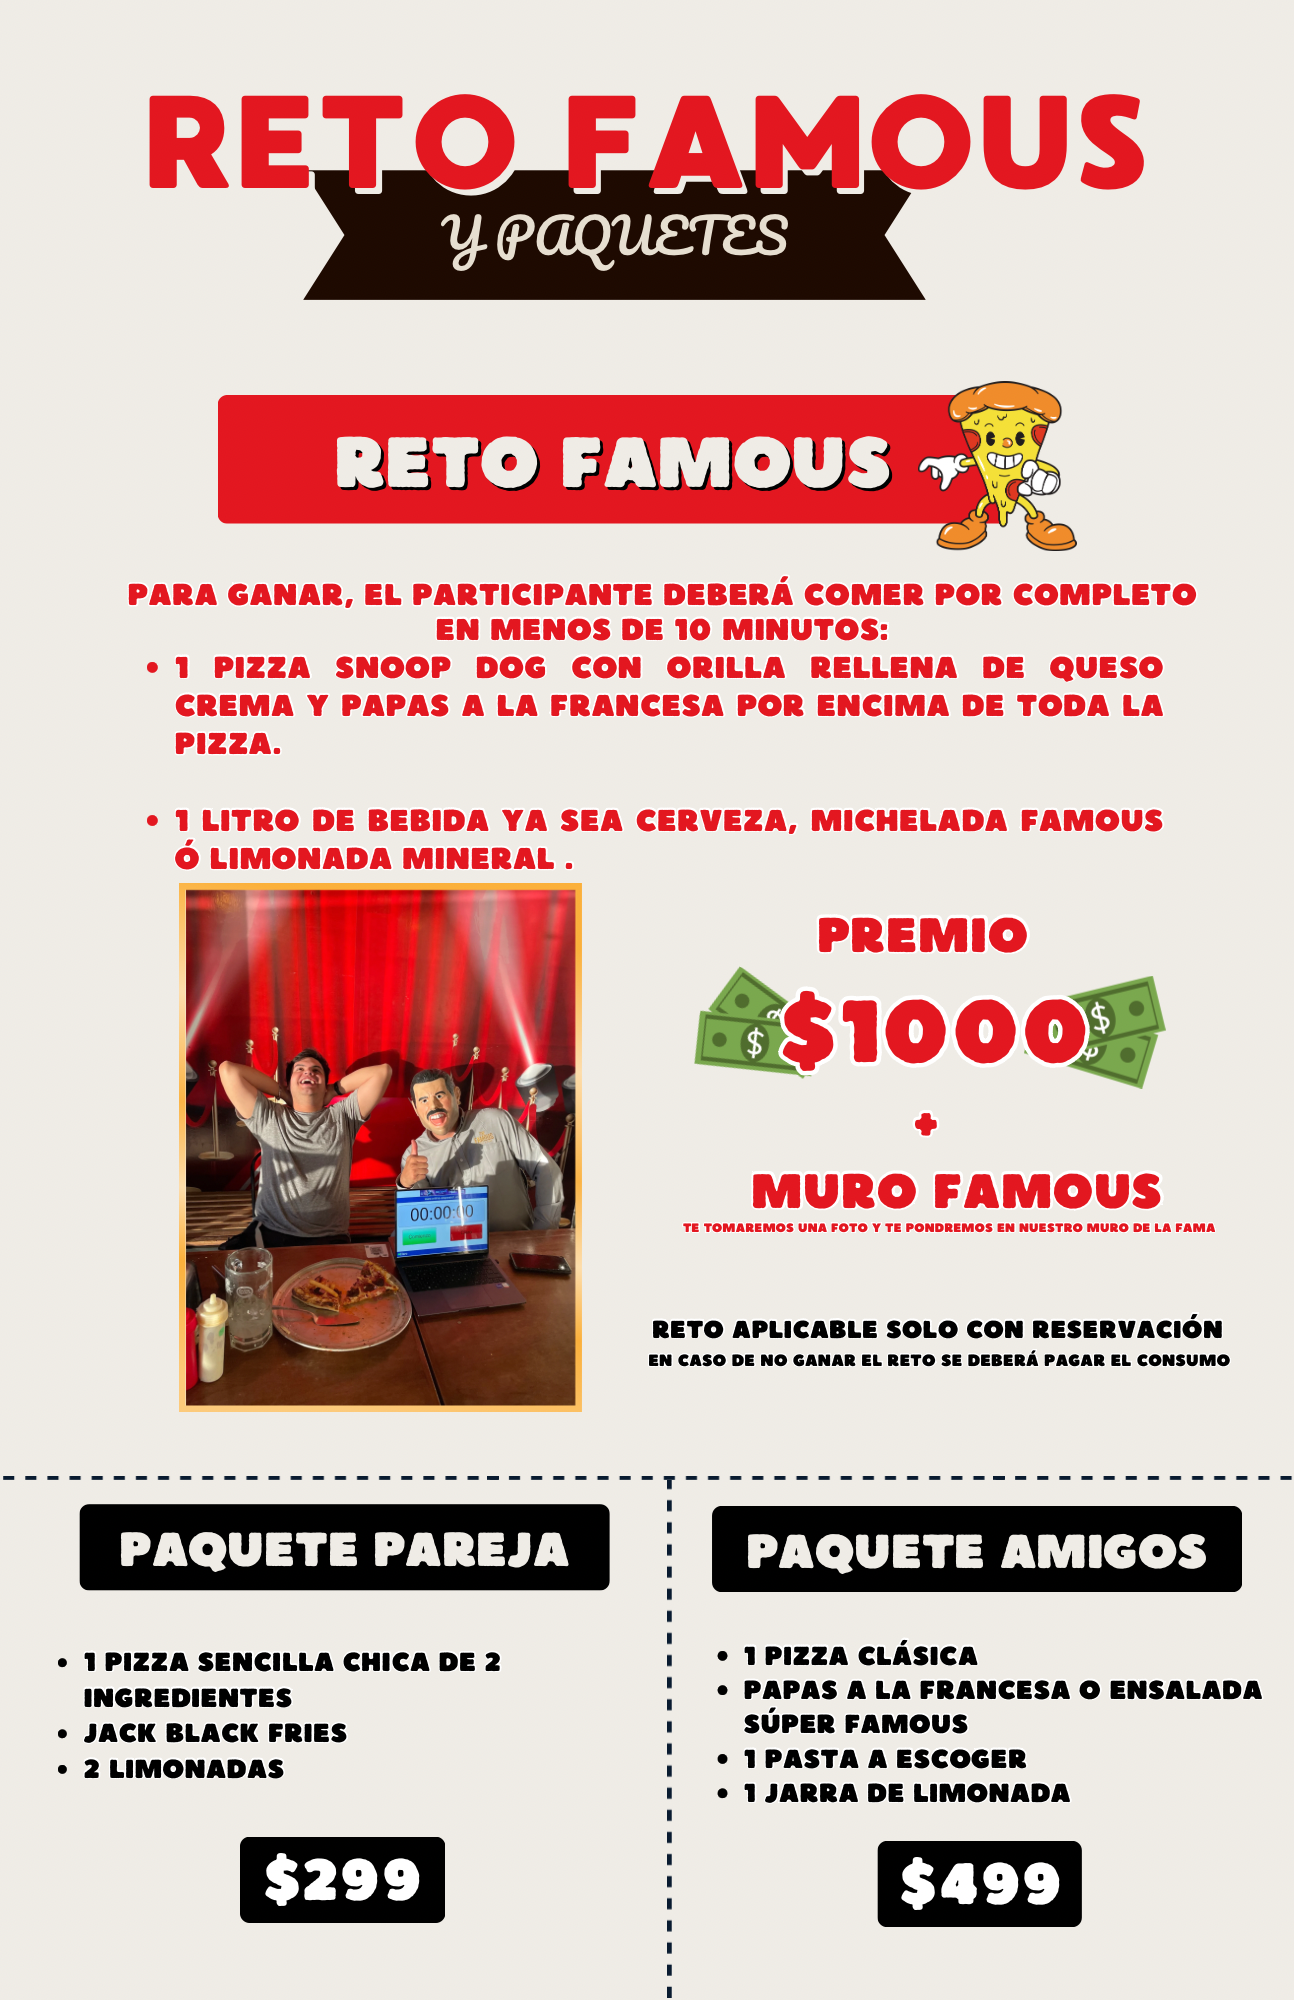 RETO FAMOUS
Y PAQUETES
RETO FAMOUS
PARA GANAR, EL PARTICIPANTE DEBERÁ COMER POR COMPLETO
EN MENOS DE 10 MINUTOS:
• 1 PIZZA SNOOP DOG CON ORILLA RELLENA DE QUESO
CREMA Y PAPAS A LA FRANCESA POR ENCIMA DE TODA LA
PIZZA.
• 1 LITRO DE BEBIDA YA SEA CERVEZA, MICHELADA FAMOUS
Ó LIMONADA MINERAL .
00:00:00
PREMIO
$1000
+
MURO FAMOUS
TE TOMAREMOS UNA FOTO Y TE PONDREMOS EN NUESTRO MURO DE LA FAMA
RETO APLICABLE SOLO CON RESERVACIÓN
EN CASO DE NO GANAR EL RETO SE DEBERÁ PAGAR EL CONSUMO
PAQUETE PAREJA
• 1 PIZZA SENCILLA CHICA DE 2
INGREDIENTES
• JACK BLACK FRIES
• 2 LIMONADAS
$299
PAQUETE AMIGOS
• 1 PIZZA CLÁSICA
• PAPAS A LA FRANCESA O ENSALADA
SÚPER FAMOUS
• 1 PASTA A ESCOGER
• 1 JARRA DE LIMONADA
$499